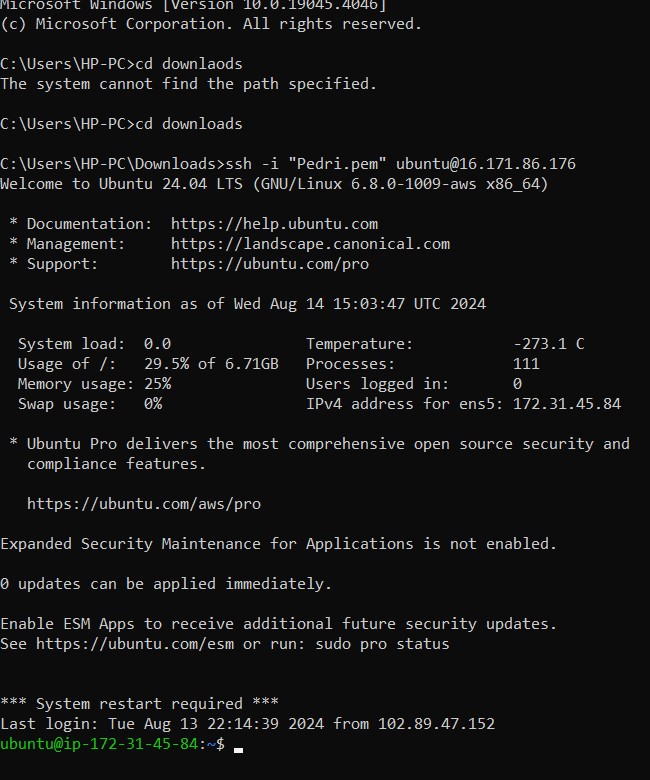 Microsoft Windows [Version 10.0.19045.4046]
(c) Microsoft Corporation. All rights reserved.
C:\Users\HP-PC>cd downlaods
The system cannot find the path specified.
C:\Users\HP-PC>cd downloads
C:\Users\HP-PC\Downloads>ssh -i "Pedri.pem" ubuntu@16.171.86.176
Welcome to Ubuntu 24.04 LTS (GNU/Linux 6.8.0-1009-aws x86_64)
* Documentation:  https://help.ubuntu.com
* Management:     https://landscape.canonical.com
* Support:        https://ubuntu.com/pro
System information as of Wed Aug 14 15:03:47 UTC 2024
System load:  0.0               Temperature:           -273.1 C
Usage of /:   29.5% of 6.71GB   Processes:             111
Memory usage: 25%               Users logged in:       0
Swap usage:   0%                IPv4 address for ens5: 172.31.45.84
* Ubuntu Pro delivers the most comprehensive open source security and
compliance features.
https://ubuntu.com/aws/pro
Expanded Security Maintenance for Applications is not enabled.
0 updates can be applied immediately.
Enable ESM Apps to receive additional future security updates.
See https://ubuntu.com/esm or run: sudo pro status
*** System restart required ***
Last login: Tue Aug 13 22:14:39 2024 from 102.89.47.152
ubuntu@ip-172-31-45-84:~$